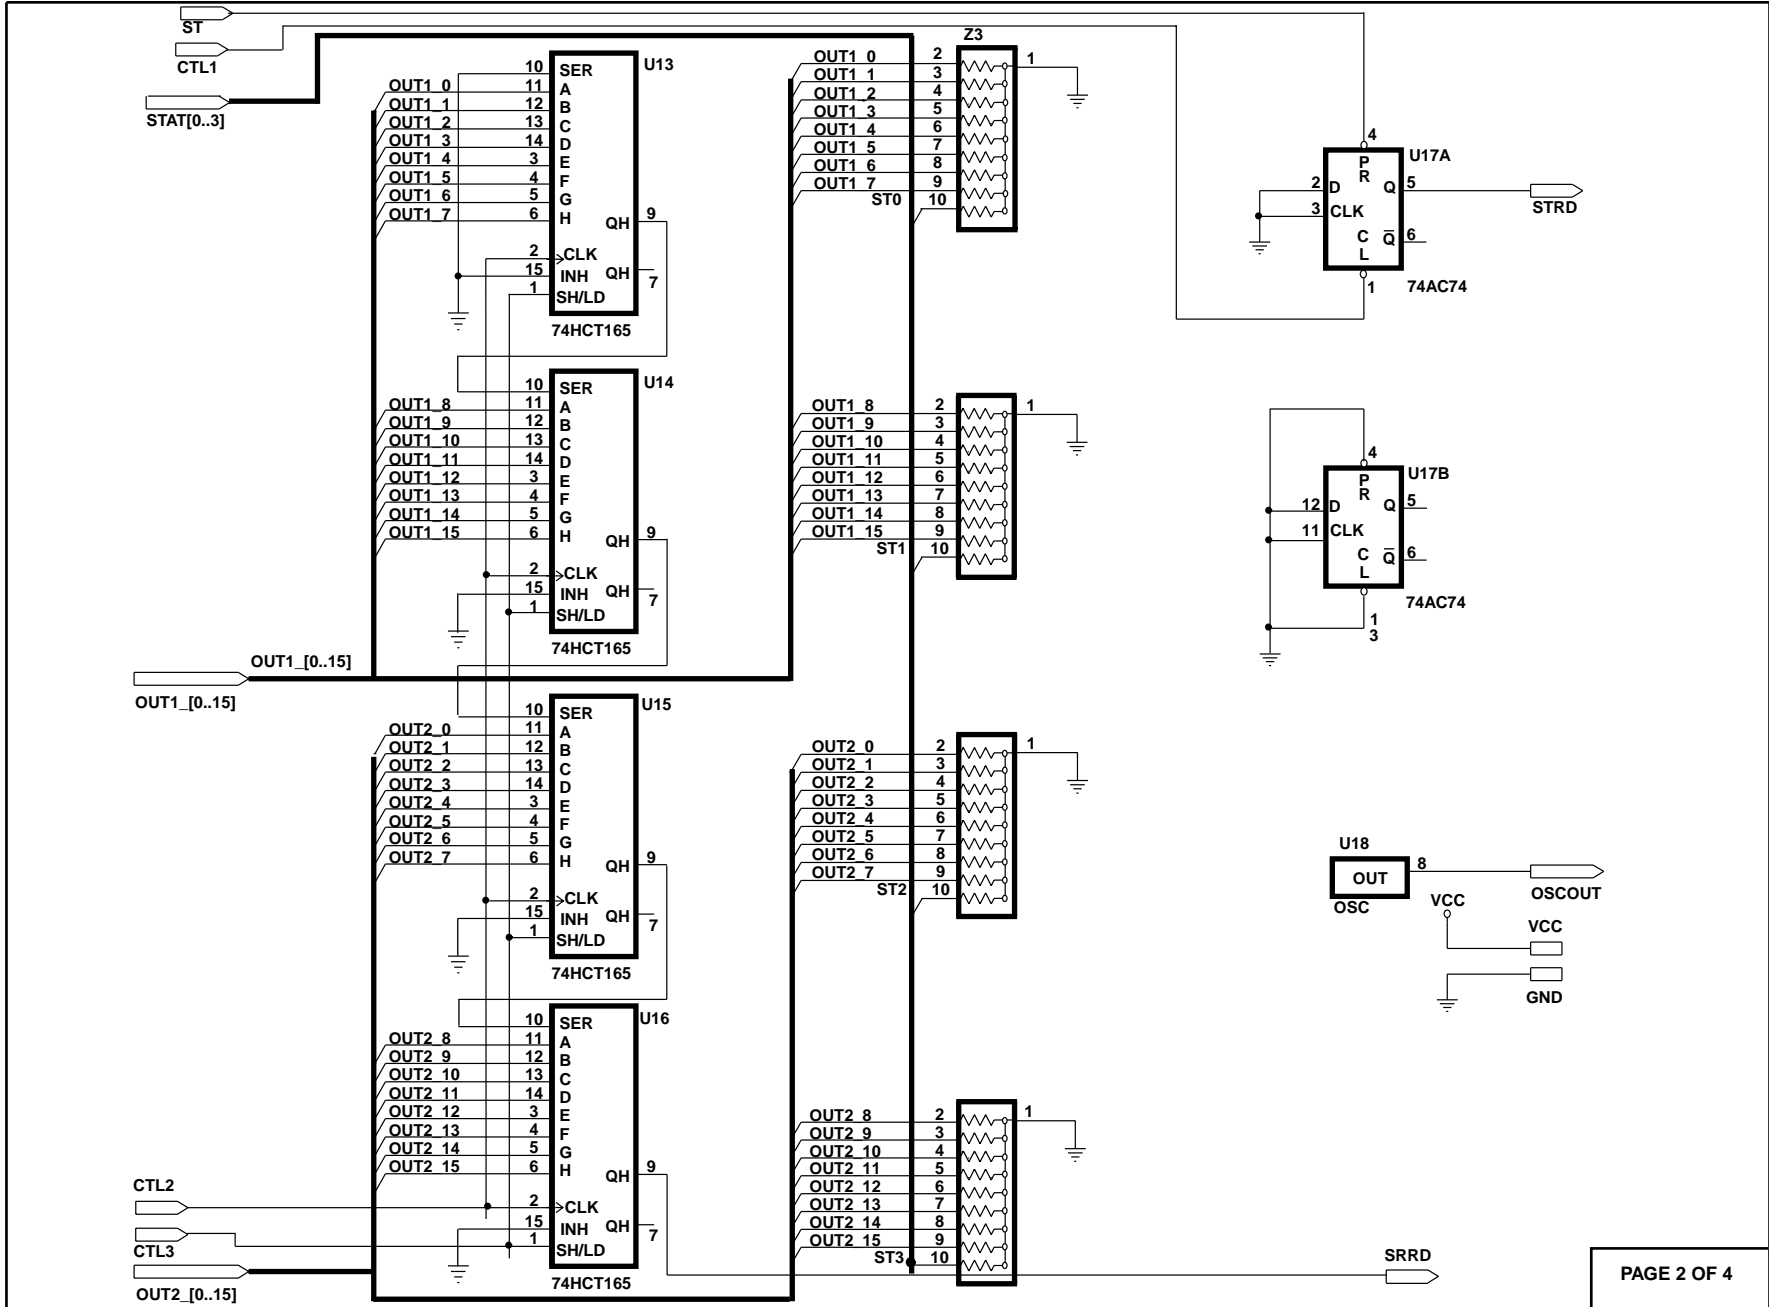 ST
CTL1
STAT[0..3]
U13
10 SER
OUT1_0 11 A
OUT1_1 12 B
OUT1_2 13 C
OUT1_3 14 D
OUT1_4 3 E
OUT1_5 4 F
OUT1_6 5 G
OUT1_7 6 H
QH 9
2 CLK
15 INH QH 7
1 SH/LD
74HCT165
U14
10 SER
OUT1_8 11 A
OUT1_9 12 B
OUT1_10 13 C
OUT1_11 14 D
OUT1_12 3 E
OUT1_13 4 F
OUT1_14 5 G
OUT1_15 6 H
QH 9
2 CLK
15 INH QH 7
1 SH/LD
74HCT165
OUT1_[0..15]
OUT1_[0..15]
U15
10 SER
OUT2_0 11 A
OUT2_1 12 B
OUT2_2 13 C
OUT2_3 14 D
OUT2_4 3 E
OUT2_5 4 F
OUT2_6 5 G
OUT2_7 6 H
QH 9
2 CLK
15 INH QH 7
1 SH/LD
74HCT165
U16
10 SER
OUT2_8 11 A
OUT2_9 12 B
OUT2_10 13 C
OUT2_11 14 D
OUT2_12 3 E
OUT2_13 4 F
OUT2_14 5 G
OUT2_15 6 H
QH 9
2 CLK
15 INH QH 7
1 SH/LD
74HCT165
CTL2
CTL3
OUT2_[0..15]
Z3
OUT1_0 2 1
OUT1_1 3
OUT1_2 4
OUT1_3 5
OUT1_4 6
OUT1_5 7
OUT1_6 8
OUT1_7 9
ST0 10
OUT1_8 2 1
OUT1_9 3
OUT1_10 4
OUT1_11 5
OUT1_12 6
OUT1_13 7
OUT1_14 8
OUT1_15 9
ST1 10
OUT2_0 2 1
OUT2_1 3
OUT2_2 4
OUT2_3 5
OUT2_4 6
OUT2_5 7
OUT2_6 8
OUT2_7 9
ST2 10
OUT2_8 2 1
OUT2_9 3
OUT2_10 4
OUT2_11 5
OUT2_12 6
OUT2_13 7
OUT2_14 8
OUT2_15 9
ST3 10
4
U17A
PR
2 D Q 5
3 CLK
CL Q̅ 6
1
74AC74
STRD
4
U17B
PR
12 D Q 5
11 CLK
CL Q̅ 6
74AC74
1
3
U18
OUT 8
OSC
OSCOUT
VCC
VCC
GND
SRRD
PAGE 2 OF 4